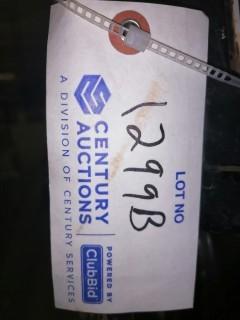 LOT NO
1299B
CENTURY
AUCTIONS
A DIVISION OF CENTURY SERVICES
POWERED BY
ClubBid